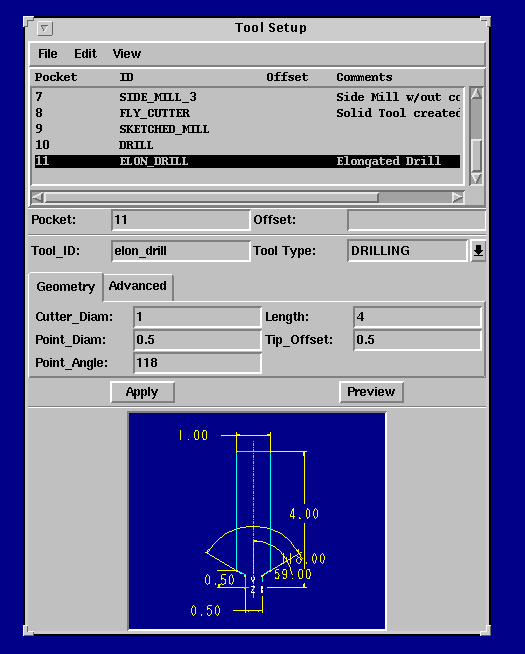 Tool Setup
File Edit View
Pocket ID Offset Comments
7 SIDE_MILL_3 Side Mill w/out co
8 FLY_CUTTER Solid Tool created
9 SKETCHED_MILL
10 DRILL
11 ELON_DRILL Elongated Drill
Pocket: 11 Offset:
Tool_ID: elon_drill Tool Type: DRILLING
Geometry Advanced
Cutter_Diam: 1 Length: 4
Point_Diam: 0.5 Tip_Offset: 0.5
Point_Angle: 118
Apply Preview
1.00
4.00
59.00
0.50
0.50